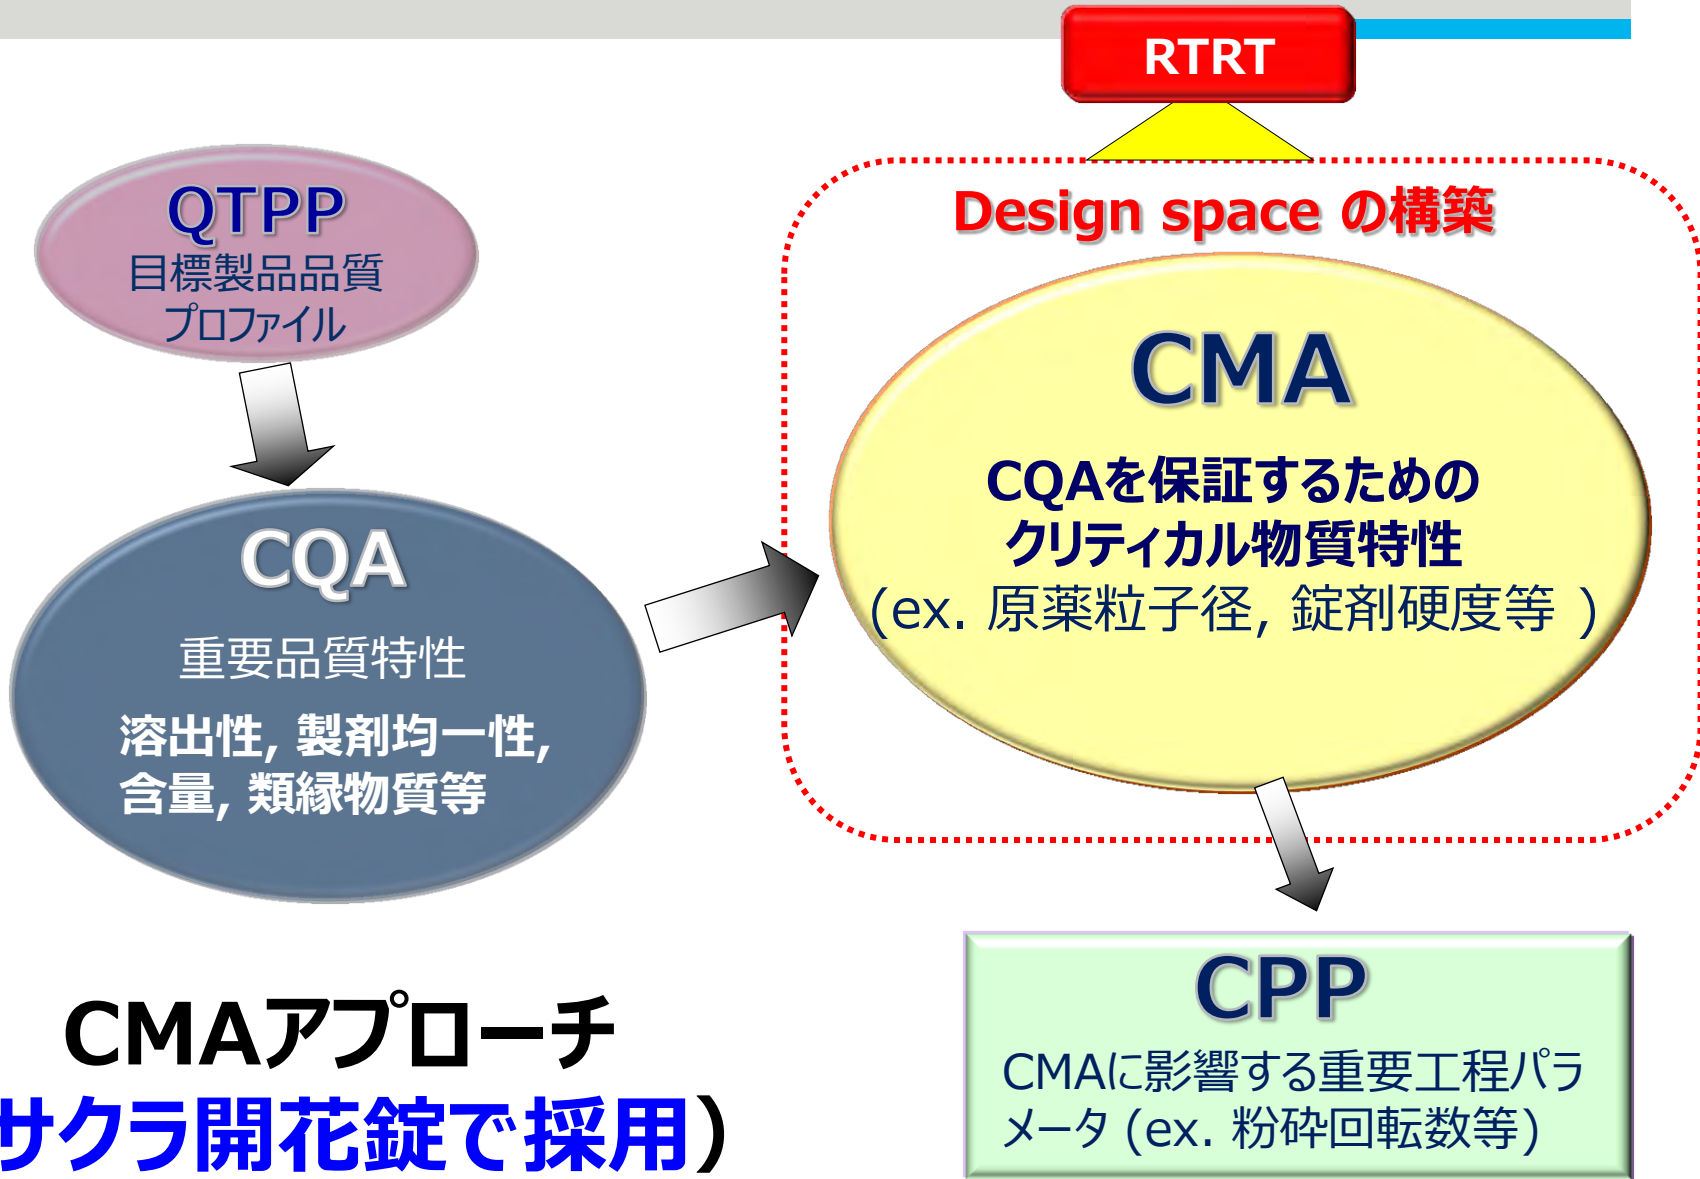 RTRT
QTPP
目標製品品質
プロファイル
Design space の構築
CMA
CQAを保証するための
クリティカル物質特性
(ex. 原薬粒子径, 錠剤硬度等 )
CQA
重要品質特性
溶出性, 製剤均一性,
含量, 類縁物質等
CPP
CMAに影響する重要工程パラ
メータ (ex. 粉砕回転数等)
CMAアプローチ
サクラ開花錠で採用)